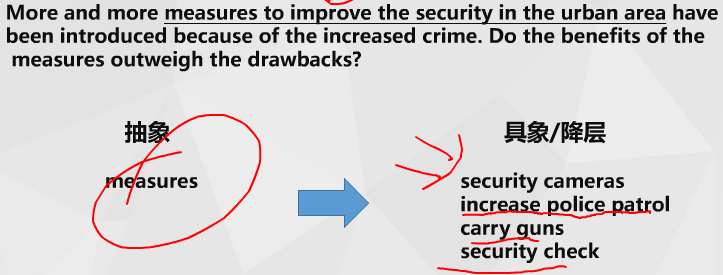 More and more measures to improve the security in the urban area have
been introduced because of the increased crime. Do the benefits of the
measures outweigh the drawbacks?
抽象
具象/降层
measures
security cameras
increase police patrol
carry guns
security check